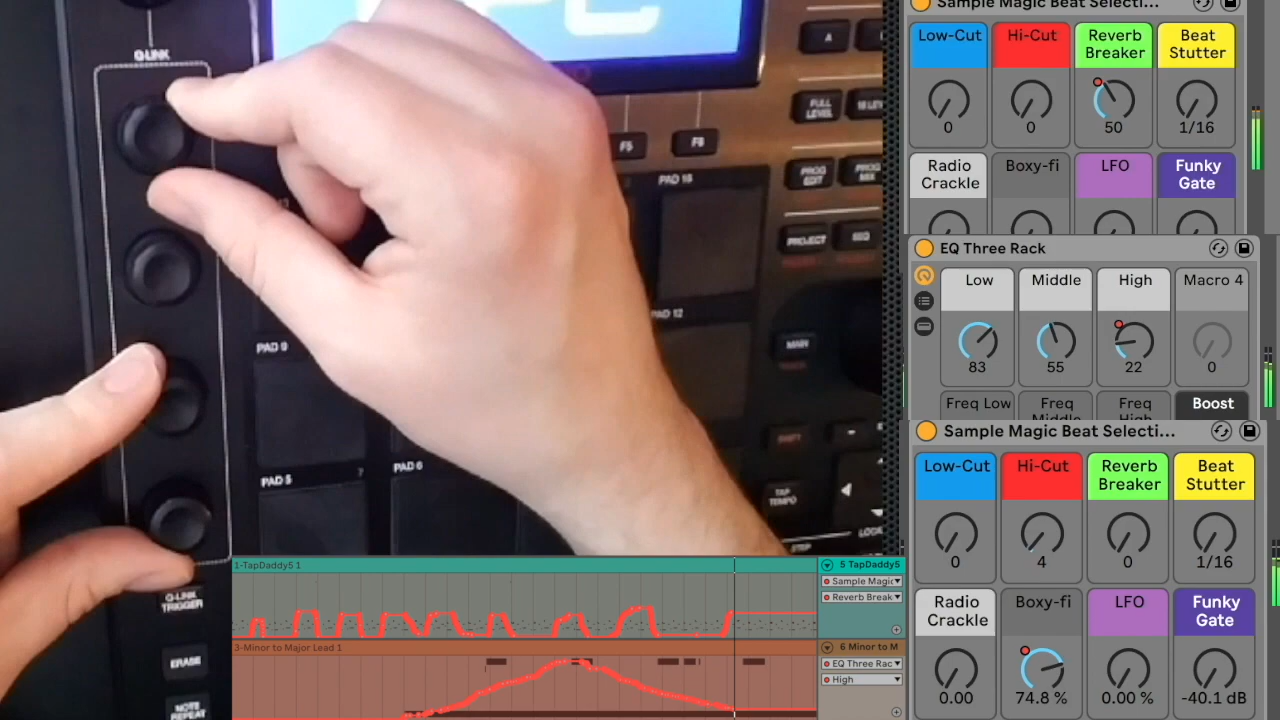 Q-LINK
PC
A
FULL
LEVEL
F5
F6
PAD 16
PROG
EDIT
PROG
MIX
PROJECT
SEQ
PAD 12
MAIN
PAD 9
SHIFT
PAD 5
PAD 6
TAP
TEMPO
STEP
Q-LINK
TRIGGER
ERASE
NOTE
REPEAT
Sample Magic Beat Selecti...
Low-Cut
Hi-Cut
Reverb
Breaker
Beat
Stutter
0
0
50
1/16
Radio
Crackle
Boxy-fi
LFO
Funky
Gate
EQ Three Rack
Low
Middle
High
Macro 4
83
55
22
0
Freq Low
Freq
Middle
Freq
High
Boost
Sample Magic Beat Selecti...
Low-Cut
Hi-Cut
Reverb
Breaker
Beat
Stutter
0
4
0
1/16
Radio
Crackle
Boxy-fi
LFO
Funky
Gate
0.00
74.8 %
0.00 %
-40.1 dB
1-TapDaddy5 1
5 TapDaddy5
Sample Magic
Reverb Break
3-Minor to Major Lead 1
6 Minor to M
EQ Three Rac
High